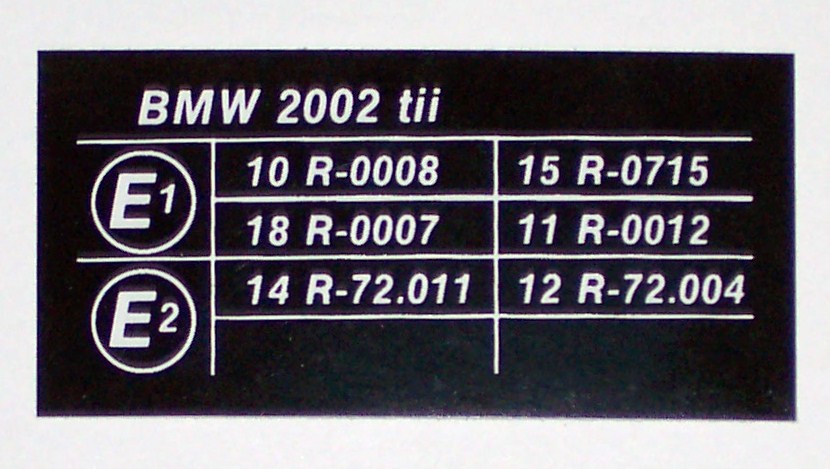 BMW 2002 tii
E1 10 R-0008 15 R-0715
18 R-0007 11 R-0012
E2 14 R-72.011 12 R-72.004